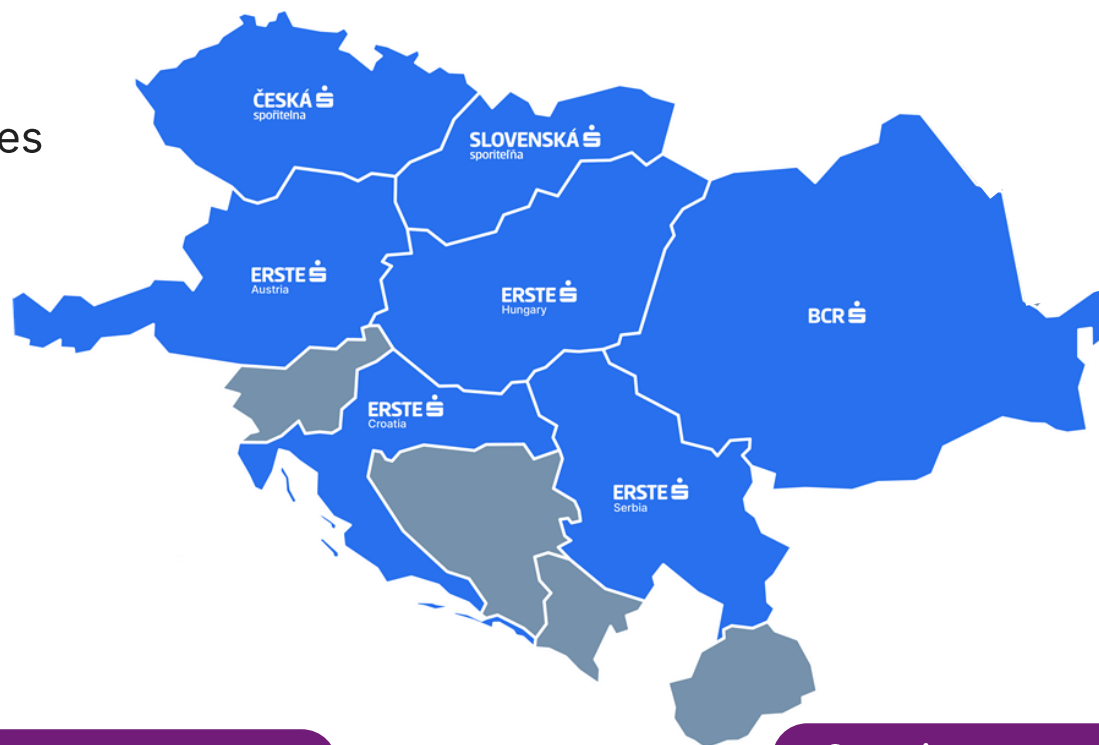 ČESKÁ
spořitelna
es
SLOVENSKÁ
sporiteľňa
ERSTE
Austria
ERSTE
Hungary
BCR
ERSTE
Croatia
ERSTE
Serbia